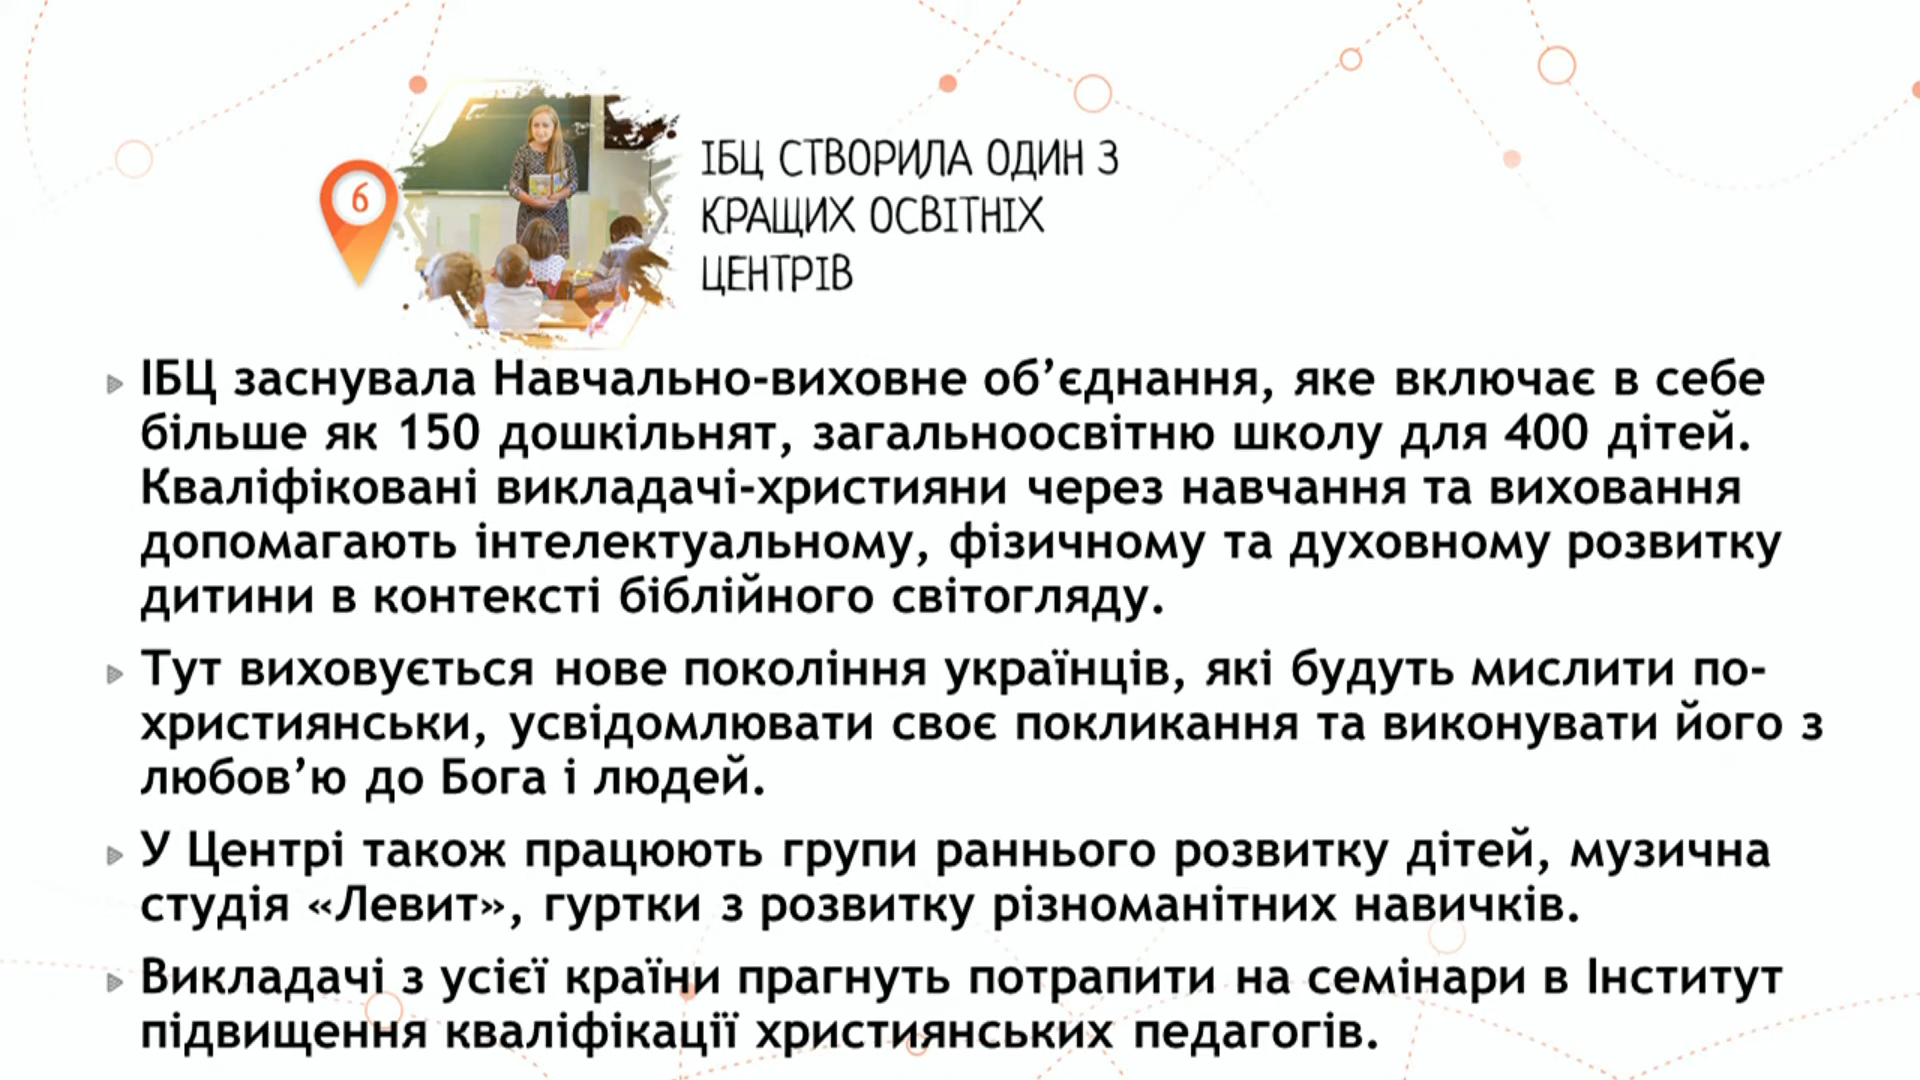 6
ІБЦ СТВОРИЛА ОДИН З
КРАЩИХ ОСВІТНІХ
ЦЕНТРІВ
ІБЦ заснувала Навчально-виховне об’єднання, яке включає в себе
більше як 150 дошкільнят, загальноосвітню школу для 400 дітей.
Кваліфіковані викладачі-християни через навчання та виховання
допомагають інтелектуальному, фізичному та духовному розвитку
дитини в контексті біблійного світогляду.
Тут виховується нове покоління українців, які будуть мислити по-
християнськи, усвідомлювати своє покликання та виконувати його з
любов’ю до Бога і людей.
У Центрі також працюють групи раннього розвитку дітей, музична
студія «Левит», гуртки з розвитку різноманітних навичків.
Викладачі з усієї країни прагнуть потрапити на семінари в Інститут
підвищення кваліфікації християнських педагогів.